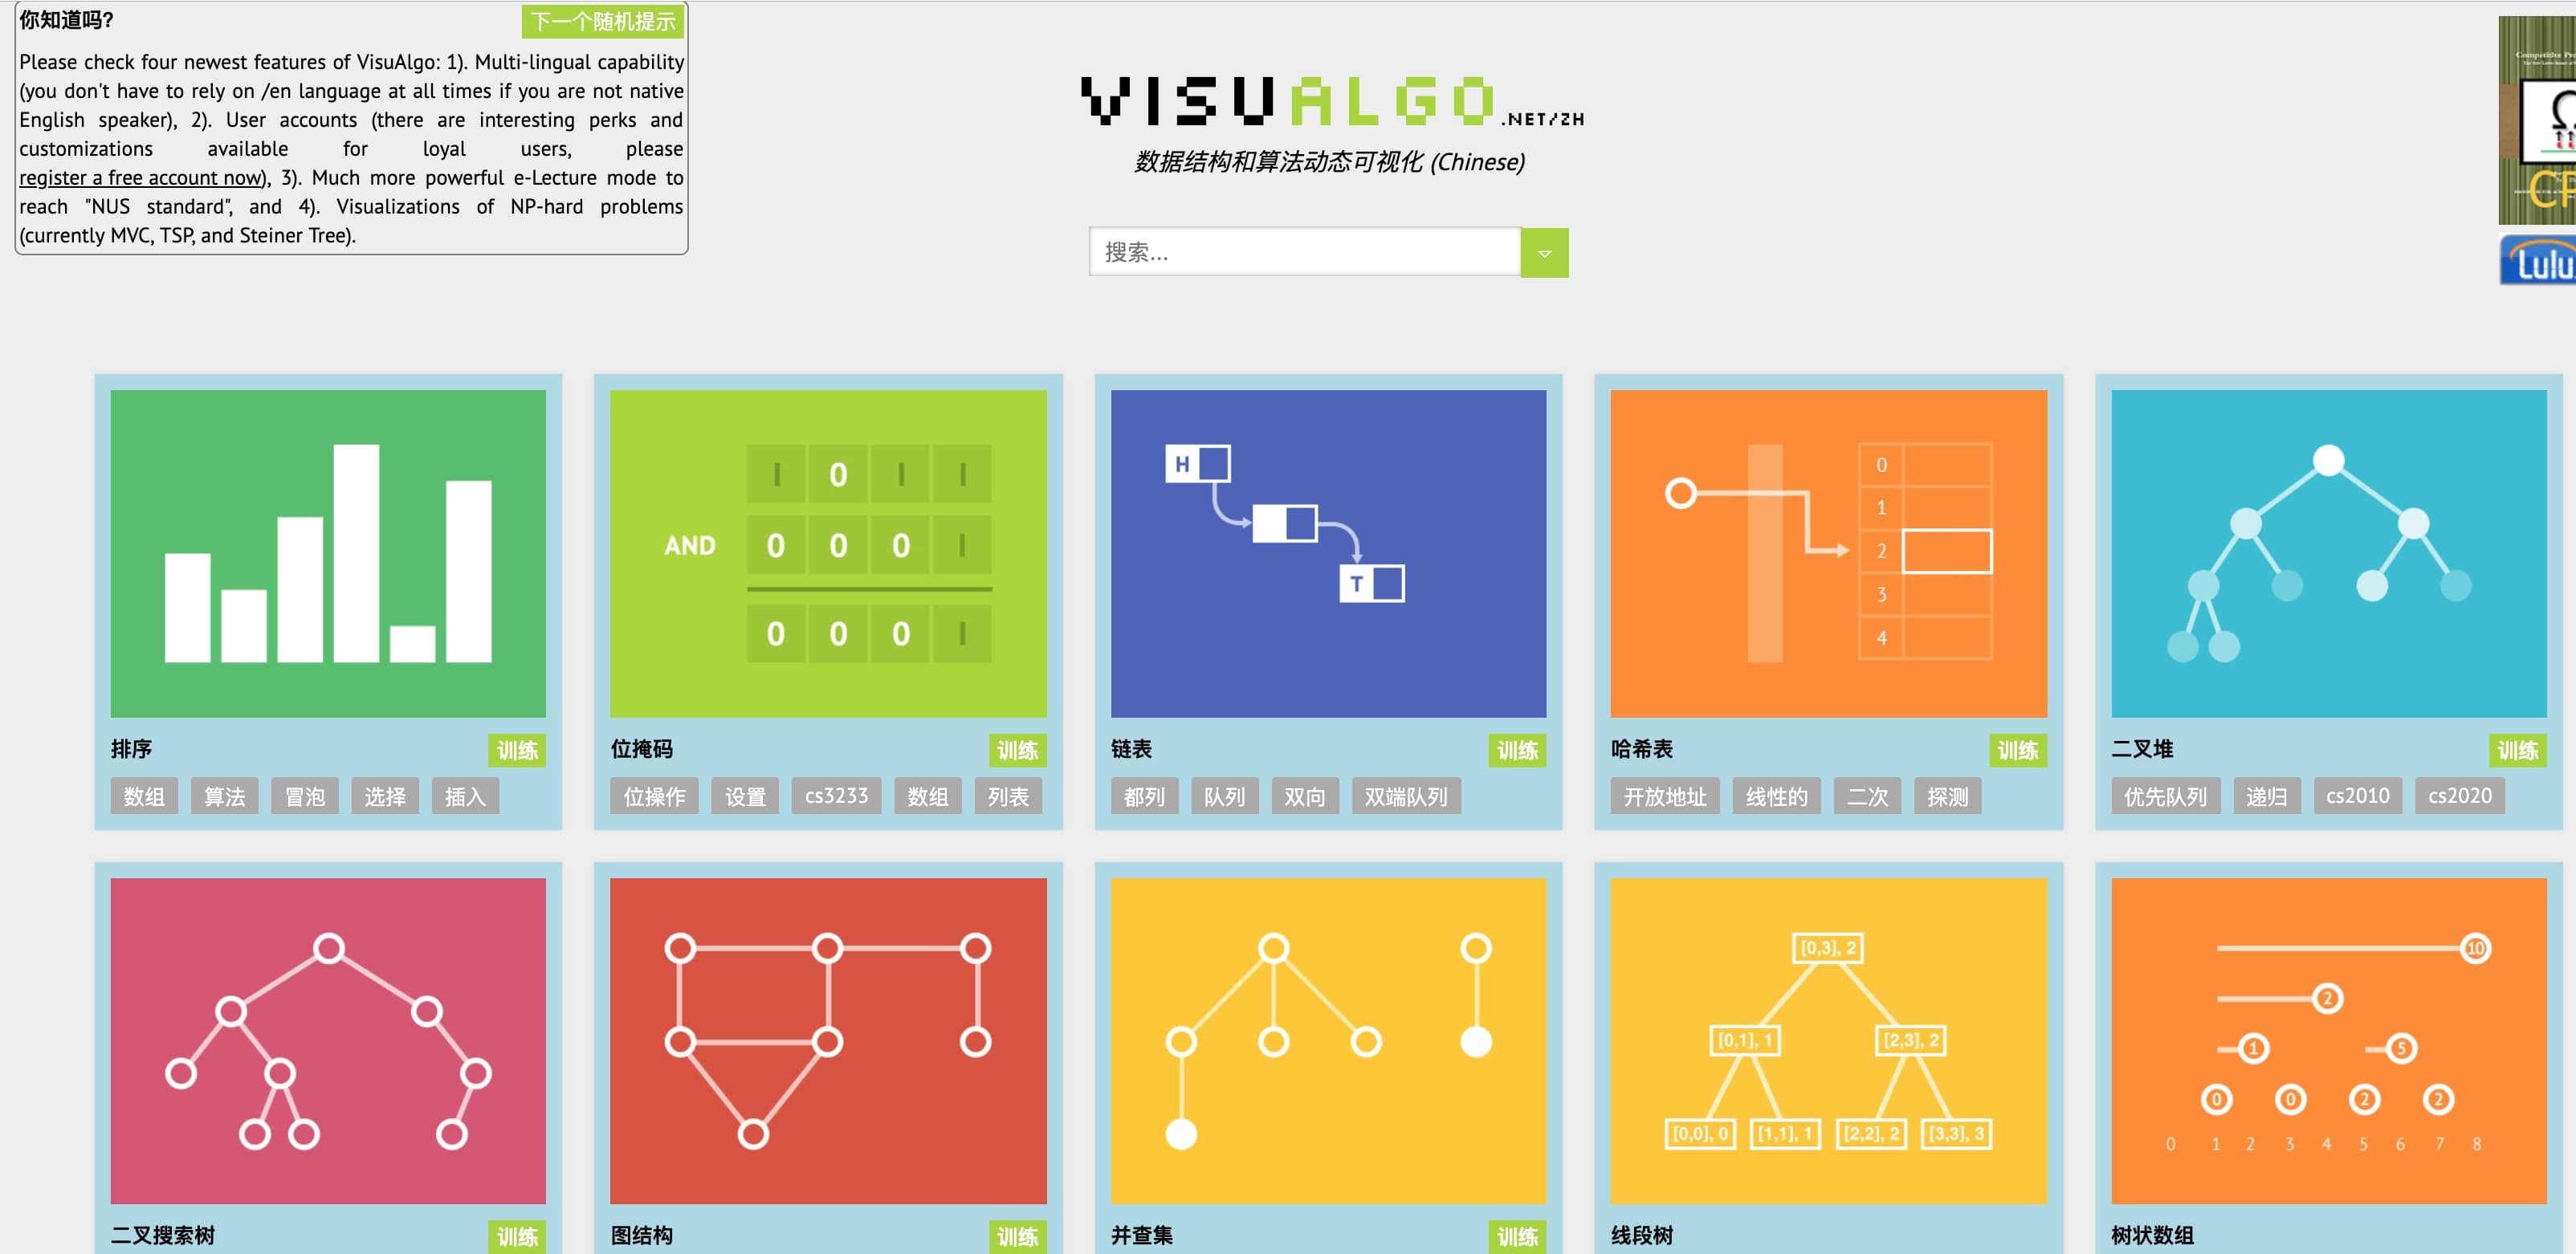 你知道吗?
下一个随机提示
Please check four newest features of VisuAlgo: 1). Multi-lingual capability
(you don't have to rely on /en language at all times if you are not native
English speaker), 2). User accounts (there are interesting perks and
customizations available for loyal users, please
register a free account now), 3). Much more powerful e-Lecture mode to
reach "NUS standard", and 4). Visualizations of NP-hard problems
(currently MVC, TSP, and Steiner Tree).
VISUALGO.NET/ZH
数据结构和算法动态可视化 (Chinese)
搜索...
CP
Lulu
1 0 1 1
AND 0 0 0 1
0 0 0 1
H
T
0
1
2
3
4
排序 训练
数组 算法 冒泡 选择 插入
位掩码 训练
位操作 设置 cs3233 数组 列表
链表 训练
都列 队列 双向 双端队列
哈希表 训练
开放地址 线性的 二次 探测
二叉堆 训练
优先队列 递归 cs2010 cs2020
[0,3], 2
[0,1], 1 [2,3], 2
[0,0], 0 [1,1], 1 [2,2], 2 [3,3], 3
10
2
1 5
0 0 2 2
0 1 2 3 4 5 6 7 8
二叉搜索树 训练
图结构 训练
并查集 训练
线段树
树状数组